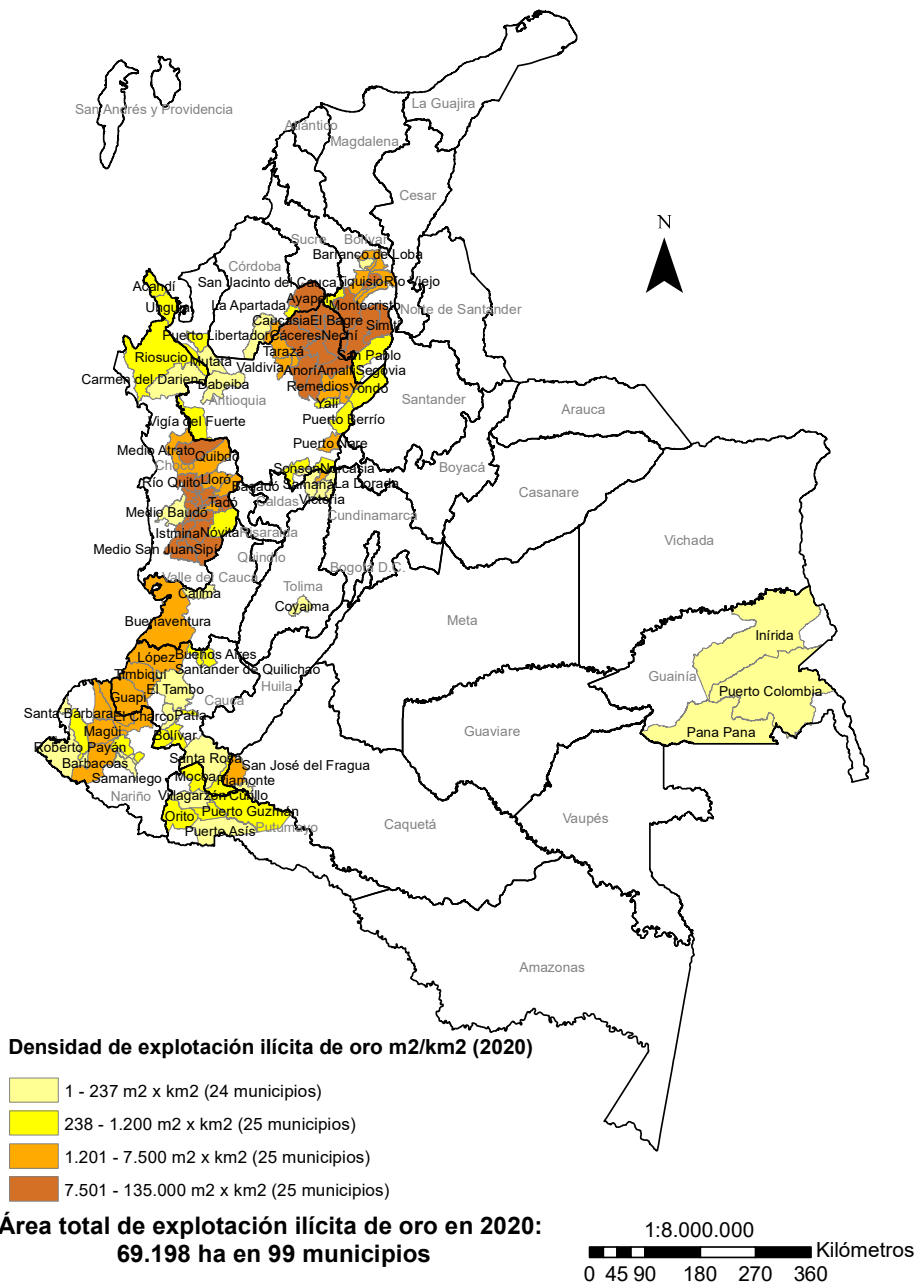 San Andrés y Providencia
La Guajira
Atlántico
Magdalena
Cesar
N
Sucre
Bolívar
Barranco de Loba
Córdoba
San Jacinto del Cauca
Tiquisio
Río Viejo
Acandí
Ayapel
Unguía
La Apartada
Montecristo
Norte de Santander
Caucasia
El Bagre
Simití
Puerto Libertador
Cáceres
Nechí
Riosucio
Mutatá
Tarazá
San Pablo
Valdivia
Anorí
Amalfi
Segovia
Carmen del Darien
Dabeiba
Remedios
Yondó
Antioquia
Yalí
Santander
Arauca
Vigía del Fuerte
Puerto Berrío
Medio Atrato
Quibdó
Puerto Nare
Chocó
Boyacá
Río Quito
Lloró
Bagadó
Sonsón
Norcasia
Samaná
La Dorada
Casanare
Tadó
Caldas
Victoria
Medio Baudó
Cundinamarca
Istmina
Nóvita
Risaralda
Vichada
Medio San Juan
Sipí
Quindío
Bogotá D.C.
Valle del Cauca
Tolima
Calima
Coyaima
Buenaventura
Meta
Inírida
López
Buenos Aires
Santander de Quilichao
Timbiquí
Guainía
El Tambo
Huila
Puerto Colombia
Guapi
Cauca
Santa Bárbara
El Charco
Patía
Magüi
Bolívar
Guaviare
Pana Pana
Roberto Payán
Santa Rosa
San José del Fragua
Barbacoas
Mocoa
Piamonte
Samaniego
Villagarzón
Curillo
Nariño
Orito
Puerto Guzmán
Caquetá
Vaupés
Puerto Asís
Putumayo
Amazonas
Densidad de explotación ilícita de oro m2/km2 (2020)
1 - 237 m2 x km2 (24 municipios)
238 - 1.200 m2 x km2 (25 municipios)
1.201 - 7.500 m2 x km2 (25 municipios)
7.501 - 135.000 m2 x km2 (25 municipios)
Área total de explotación ilícita de oro en 2020:
69.198 ha en 99 municipios
1:8.000.000
Kilómetros
0 45 90 180 270 360